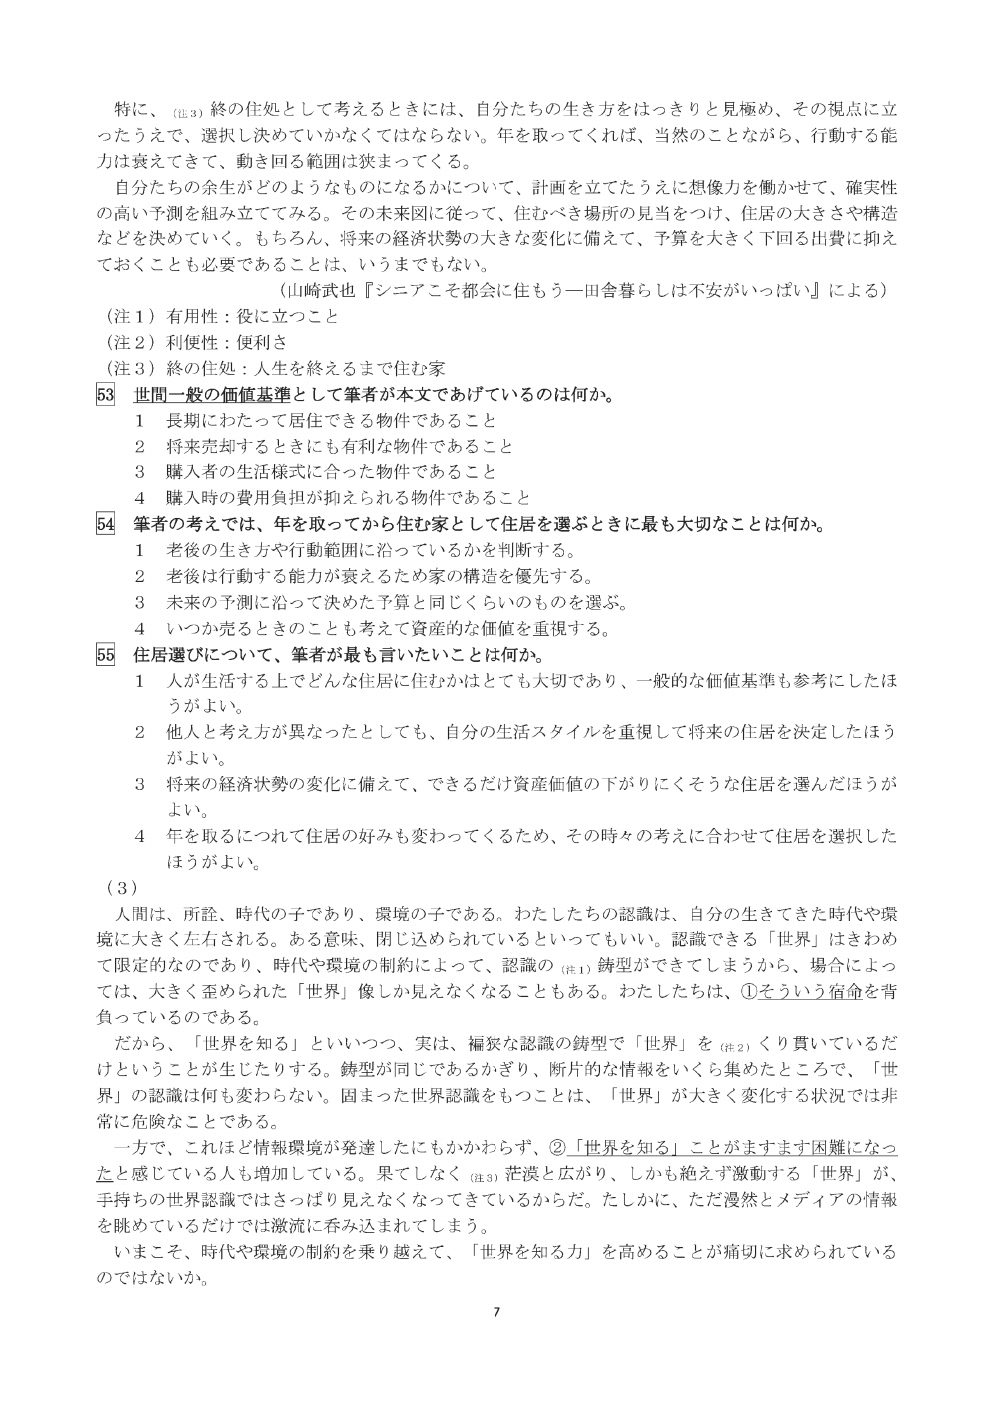 特に、(注3) 終の住処として考えるときには、自分たちの生き方をはっきりと見極め、その視点に立
ったうえで、選択し決めていかなくてはならない。年を取ってくれば、当然のことながら、行動する能
力は衰えてきて、動き回る範囲は狭まってくる。
自分たちの余生がどのようなものになるかについて、計画を立てたうえに想像力を働かせて、確実性
の高い予測を組み立ててみる。その未来図に従って、住むべき場所の見当をつけ、住居の大きさや構造
などを決めていく。もちろん、将来の経済状勢の大きな変化に備えて、予算を大きく下回る出費に抑え
ておくことも必要であることは、いうまでもない。
（山崎武也『シニアこそ都会に住もう―田舎暮らしは不安がいっぱい』による）
（注１）有用性：役に立つこと
（注２）利便性：便利さ
（注３）終の住処：人生を終えるまで住む家
53 世間一般の価値基準として筆者が本文であげているのは何か。
1 長期にわたって居住できる物件であること
2 将来売却するときにも有利な物件であること
3 購入者の生活様式に合った物件であること
4 購入時の費用負担が抑えられる物件であること
54 筆者の考えでは、年を取ってから住む家として住居を選ぶときに最も大切なことは何か。
1 老後の生き方や行動範囲に沿っているかを判断する。
2 老後は行動する能力が衰えるため家の構造を優先する。
3 未来の予測に沿って決めた予算と同じくらいのものを選ぶ。
4 いつか売るときのことも考えて資産的な価値を重視する。
55 住居選びについて、筆者が最も言いたいことは何か。
1 人が生活する上でどんな住居に住むかはとても大切であり、一般的な価値基準も参考にしたほ
うがよい。
2 他人と考え方が異なったとしても、自分の生活スタイルを重視して将来の住居を決定したほう
がよい。
3 将来の経済状勢の変化に備えて、できるだけ資産価値の下がりにくそうな住居を選んだほうが
よい。
4 年を取るにつれて住居の好みも変わってくるため、その時々の考えに合わせて住居を選択した
ほうがよい。
（３）
人間は、所詮、時代の子であり、環境の子である。わたしたちの認識は、自分の生きてきた時代や環
境に大きく左右される。ある意味、閉じ込められているといってもいい。認識できる「世界」はきわめ
て限定的なのであり、時代や環境の制約によって、認識の (注1) 鋳型ができてしまうから、場合によっ
ては、大きく歪められた「世界」像しか見えなくなることもある。わたしたちは、①そういう宿命を背
負っているのである。
だから、「世界を知る」といいつつ、実は、褊狭な認識の鋳型で「世界」を (注2) くり貫いているだ
けということが生じたりする。鋳型が同じであるかぎり、断片的な情報をいくら集めたところで、「世
界」の認識は何も変わらない。固まった世界認識をもつことは、「世界」が大きく変化する状況では非
常に危険なことである。
一方で、これほど情報環境が発達したにもかかわらず、②「世界を知る」ことがますます困難になっ
たと感じている人も増加している。果てしなく (注3) 茫漠と広がり、しかも絶えず激動する「世界」が、
手持ちの世界認識ではさっぱり見えなくなってきているからだ。たしかに、ただ漫然とメディアの情報
を眺めているだけでは激流に呑み込まれてしまう。
いまこそ、時代や環境の制約を乗り越えて、「世界を知る力」を高めることが痛切に求められている
のではないか。
7